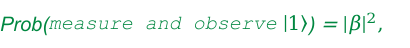 Prob(measure and observe |1⟩) = |β|²,